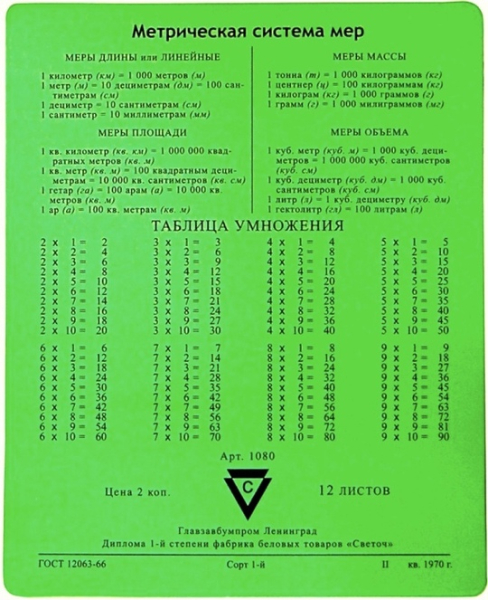 Метрическая система мер
МЕРЫ ДЛИНЫ или ЛИНЕЙНЫЕ
1 километр (км) = 1 000 метров (м)
1 метр (м) = 10 дециметрам (дм) = 100 сан-
тиметрам (см)
1 дециметр = 10 сантиметрам (см)
1 сантиметр = 10 миллиметрам (мм)
МЕРЫ ПЛОЩАДИ
1 кв. километр (кв. км) = 1 000 000 квад-
ратных метров (кв. м)
1 кв. метр (кв. м) = 100 квадратным деци-
метрам = 10 000 кв. сантиметров (кв. см)
1 гетар (га) = 100 арам (а) = 10 000 кв.
метров (кв. м)
1 ар (а) = 100 кв. метрам (кв. м)
МЕРЫ МАССЫ
1 тонна (т) = 1 000 килограммов (кг)
1 центнер (ц) = 100 килограммам (кг)
1 килограм (кг) = 1 000 граммов (г)
1 грамм (г) = 1 000 милиграммов (мг)
МЕРЫ ОБЪЕМА
1 куб. метр (куб. м) = 1 000 куб. деци-
метров = 1 000 000 куб. сантиметров
(куб. см)
1 куб. дециметр (куб. дм) = 1 000 куб.
сантиметров (куб. см)
1 литр (л) = 1 куб. дециметру (куб. дм)
1 гектолитр (гл) = 100 литрам (л)
ТАБЛИЦА УМНОЖЕНИЯ
2 x 1 = 2 3 x 1 = 3 4 x 1 = 4 5 x 1 = 5
2 x 2 = 4 3 x 2 = 6 4 x 2 = 8 5 x 2 = 10
2 x 3 = 6 3 x 3 = 9 4 x 3 = 12 5 x 3 = 15
2 x 4 = 8 3 x 4 = 12 4 x 4 = 16 5 x 4 = 20
2 x 5 = 10 3 x 5 = 15 4 x 5 = 20 5 x 5 = 25
2 x 6 = 12 3 x 6 = 18 4 x 6 = 24 5 x 6 = 30
2 x 7 = 14 3 x 7 = 21 4 x 7 = 28 5 x 7 = 35
2 x 8 = 16 3 x 8 = 24 4 x 8 = 32 5 x 8 = 40
2 x 9 = 18 3 x 9 = 27 4 x 9 = 36 5 x 9 = 45
2 x 10 = 20 3 x 10 = 30 4 x 10 = 40 5 x 10 = 50
6 x 1 = 6 7 x 1 = 7 8 x 1 = 8 9 x 1 = 9
6 x 2 = 12 7 x 2 = 14 8 x 2 = 16 9 x 2 = 18
6 x 3 = 18 7 x 3 = 21 8 x 3 = 24 9 x 3 = 27
6 x 4 = 24 7 x 4 = 28 8 x 4 = 32 9 x 4 = 36
6 x 5 = 30 7 x 5 = 35 8 x 5 = 40 9 x 5 = 45
6 x 6 = 36 7 x 6 = 42 8 x 6 = 48 9 x 6 = 54
6 x 7 = 42 7 x 7 = 49 8 x 7 = 56 9 x 7 = 63
6 x 8 = 48 7 x 8 = 56 8 x 8 = 64 9 x 8 = 72
6 x 9 = 54 7 x 9 = 63 8 x 9 = 72 9 x 9 = 81
6 x 10 = 60 7 x 10 = 70 8 x 10 = 80 9 x 10 = 90
Арт. 1080
Цена 2 коп. С 12 ЛИСТОВ
Главзавбумпром Ленинград
Диплома 1-й степени фабрика беловых товаров «Светоч»
ГОСТ 12063-66 Сорт 1-й II кв. 1970 г.